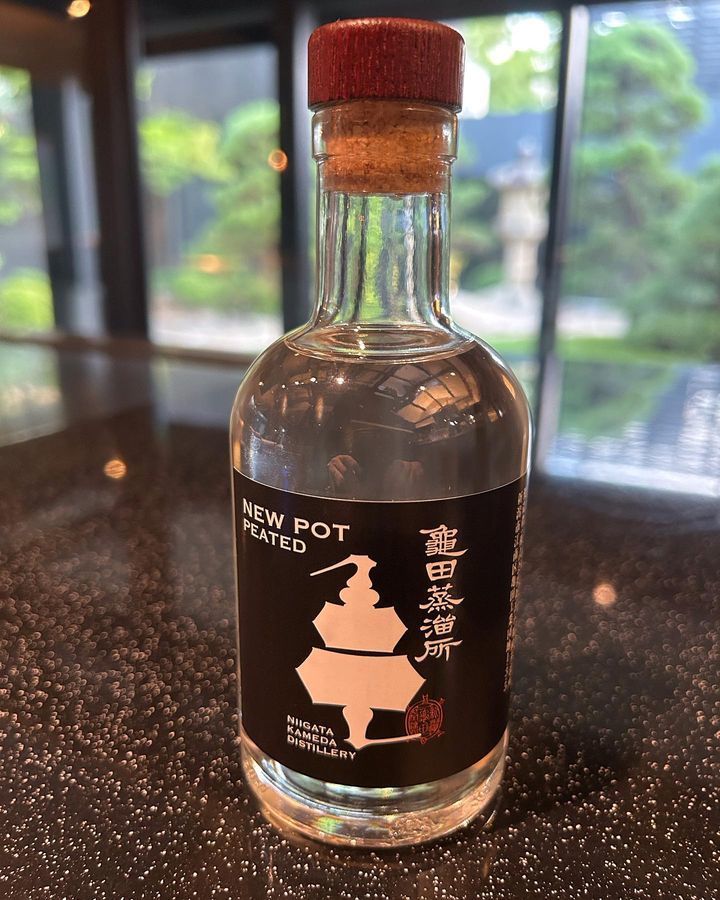 NEW POT
PEATED
龜田蒸溜所
NIIGATA
KAMEDA
DISTILLERY